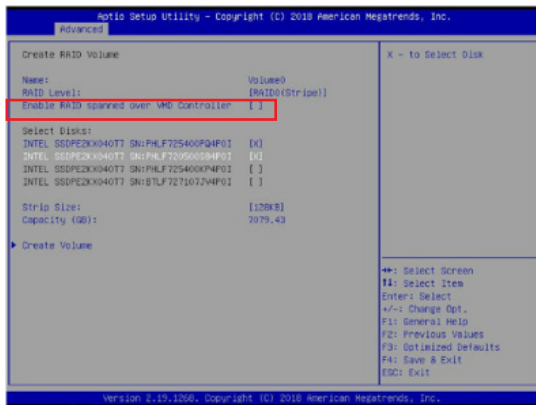 Aptio Setup Utility - Copyright (C) 2018 American Megatrends, Inc.
Advanced
Create RAID Volume
Name: Volume0
RAID Level: [RAID0(Stripe)]
Enable RAID spanned over VMD Controller [ ]
Select Disks:
INTEL SSDPE2KX040T7 SN:PHLF725400PQ4P0I [X]
INTEL SSDPE2KX040T7 [X]
INTEL SSDPE2KX040T7 SN:PHLF725400KP4P0I [ ]
INTEL SSDPE2KX040T7 SN:BTLF727107JV4P0I [ ]
Strip Size: [128KB]
Capacity (GB): 7079.43
Create Volume
X - to Select Disk
: Select Screen
: Select Item
Enter: Select
+/-: Change Opt.
F1: General Help
F2: Previous Values
F3: Optimized Defaults
F4: Save & Exit
ESC: Exit
Version 2.19.1268. Copyright (C) 2018 American Megatrends, Inc.